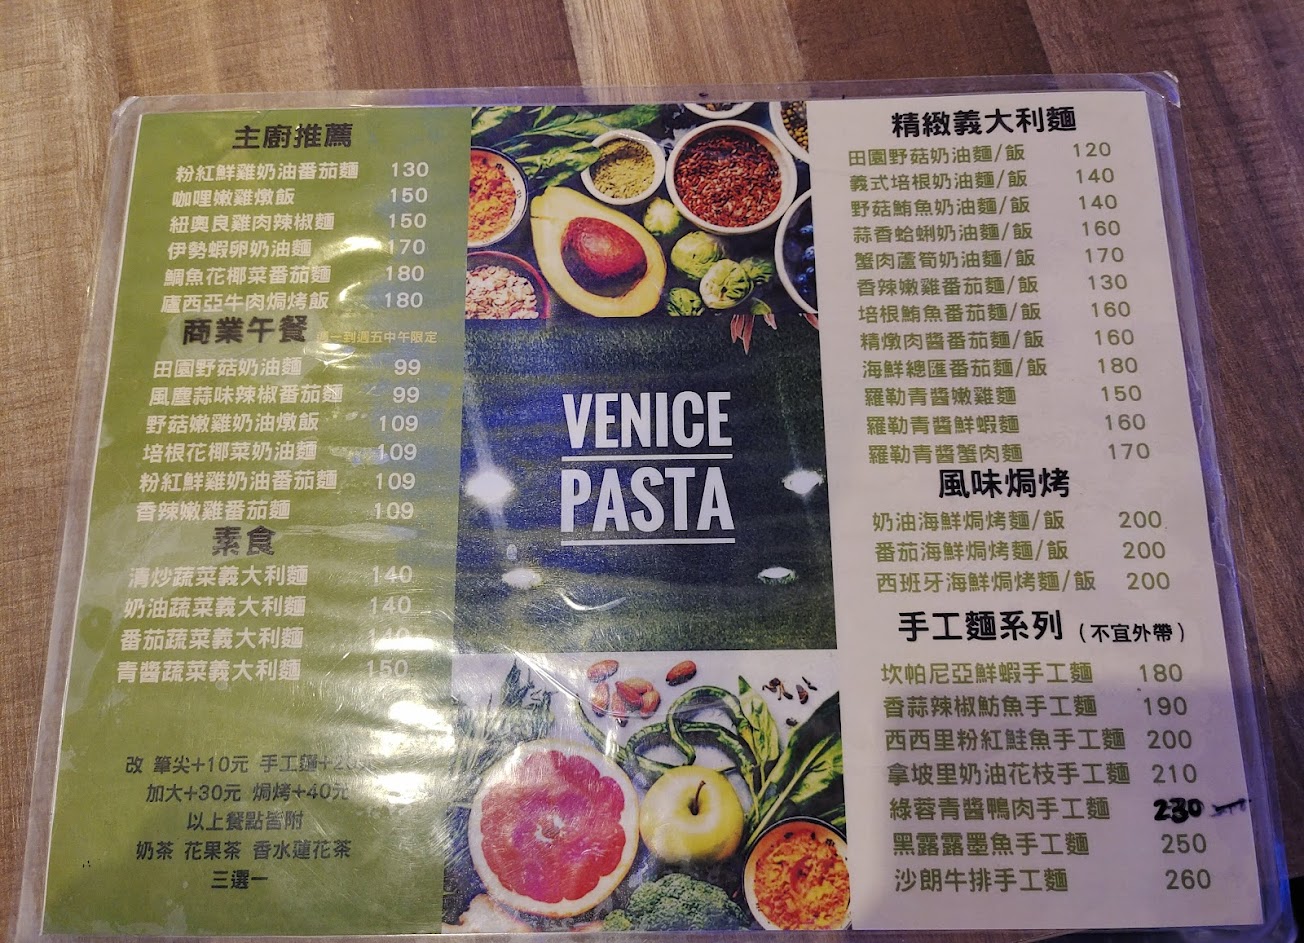 主廚推薦
粉紅鮮雞奶油番茄麵 130
咖哩嫩雞燉飯 150
紐奧良雞肉辣椒麵 150
伊勢蝦卵奶油麵 170
鯛魚花椰菜番茄麵 180
廬西亞牛肉焗烤飯 180
商業午餐 到週五中午限定
田園野菇奶油麵 99
風塵蒜味辣椒番茄麵 99
野菇嫩雞奶油燉飯 109
培根花椰菜奶油麵 109
粉紅鮮雞奶油番茄麵 109
香辣嫩雞番茄麵 109
素食
清炒蔬菜義大利麵 140
奶油蔬菜義大利麵 140
番茄蔬菜義大利麵 140
青醬蔬菜義大利麵 150
改 筆尖+10元 手工麵+20元
加大+30元 焗烤+40元
以上餐點皆附
奶茶 花果茶 香水蓮花茶
三選一
VENICE
PASTA
精緻義大利麵
田園野菇奶油麵/飯 120
義式培根奶油麵/飯 140
野菇鮪魚奶油麵/飯 140
蒜香蛤蜊奶油麵/飯 160
蟹肉蘆筍奶油麵/飯 170
香辣嫩雞番茄麵/飯 130
培根鮪魚番茄麵/飯 160
精燉肉醬番茄麵/飯 160
海鮮總匯番茄麵/飯 180
羅勒青醬嫩雞麵 150
羅勒青醬鮮蝦麵 160
羅勒青醬蟹肉麵 170
風味焗烤
奶油海鮮焗烤麵/飯 200
番茄海鮮焗烤麵/飯 200
西班牙海鮮焗烤麵/飯 200
手工麵系列 (不宜外帶)
坎帕尼亞鮮蝦手工麵 180
香蒜辣椒魴魚手工麵 190
西西里粉紅鮭魚手工麵 200
拿坡里奶油花枝手工麵 210
綠蓉青醬鴨肉手工麵 230
黑露露墨魚手工麵 250
沙朗牛排手工麵 260